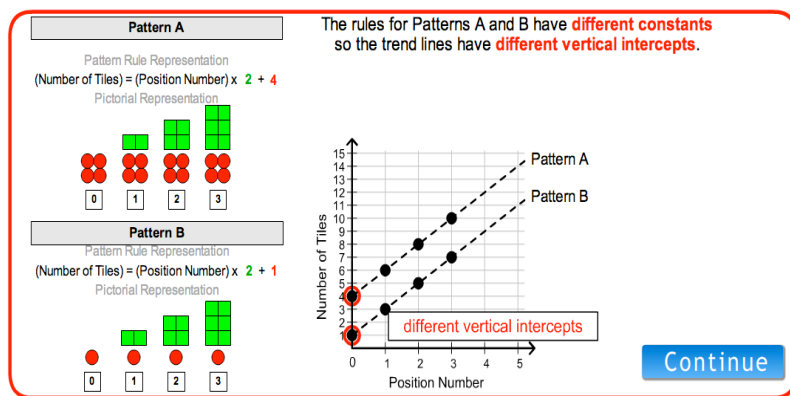 Pattern A
Pattern Rule Representation
(Number of Tiles) = (Position Number) x 2 + 4
Pictorial Representation
0 1 2 3
Pattern B
Pattern Rule Representation
(Number of Tiles) = (Position Number) x 2 + 1
Pictorial Representation
0 1 2 3
The rules for Patterns A and B have different constants
so the trend lines have different vertical intercepts.
Number of Tiles
15
14
13
12
11
10
9
8
7
6
5
4
3
2
1
Pattern A
Pattern B
different vertical intercepts
0 1 2 3 4 5
Position Number
Continue